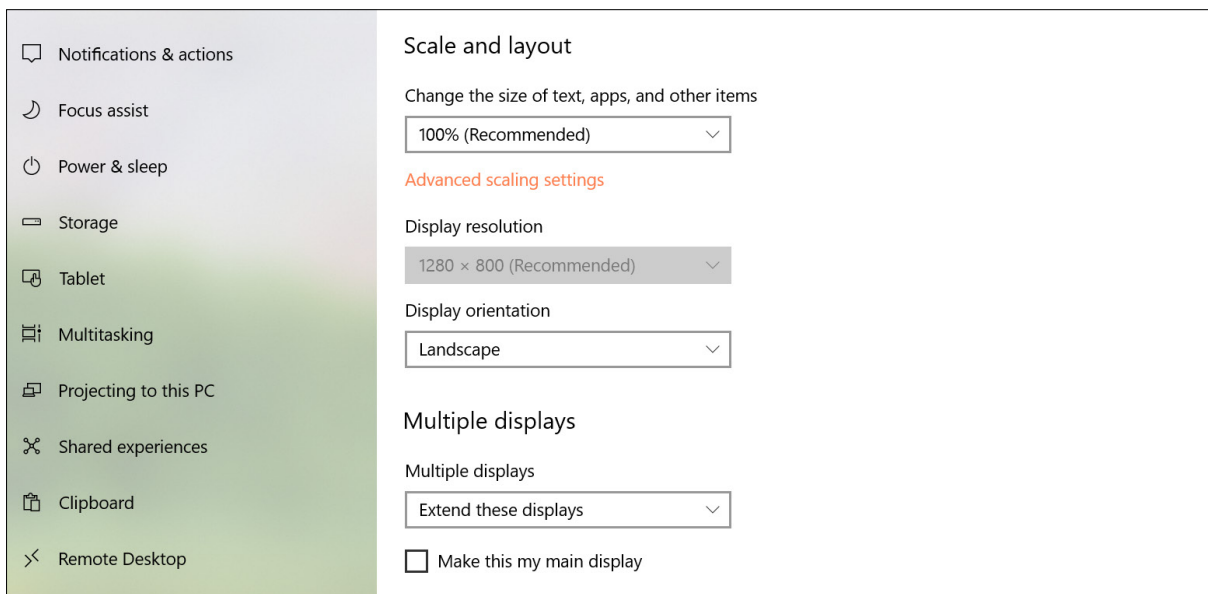 Notifications & actions
Focus assist
Power & sleep
Storage
Tablet
Multitasking
Projecting to this PC
Shared experiences
Clipboard
Remote Desktop
Scale and layout
Change the size of text, apps, and other items
100% (Recommended)
Advanced scaling settings
Display resolution
1280 × 800 (Recommended)
Display orientation
Landscape
Multiple displays
Multiple displays
Extend these displays
Make this my main display